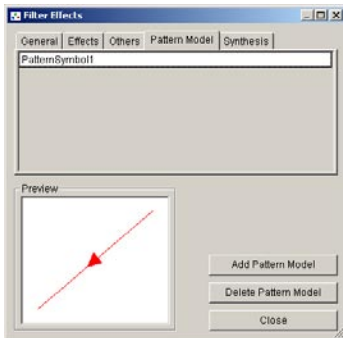 Filter Effects
General Effects Others Pattern Model Synthesis
PatternSymbol1
Preview
Add Pattern Model
Delete Pattern Model
Close